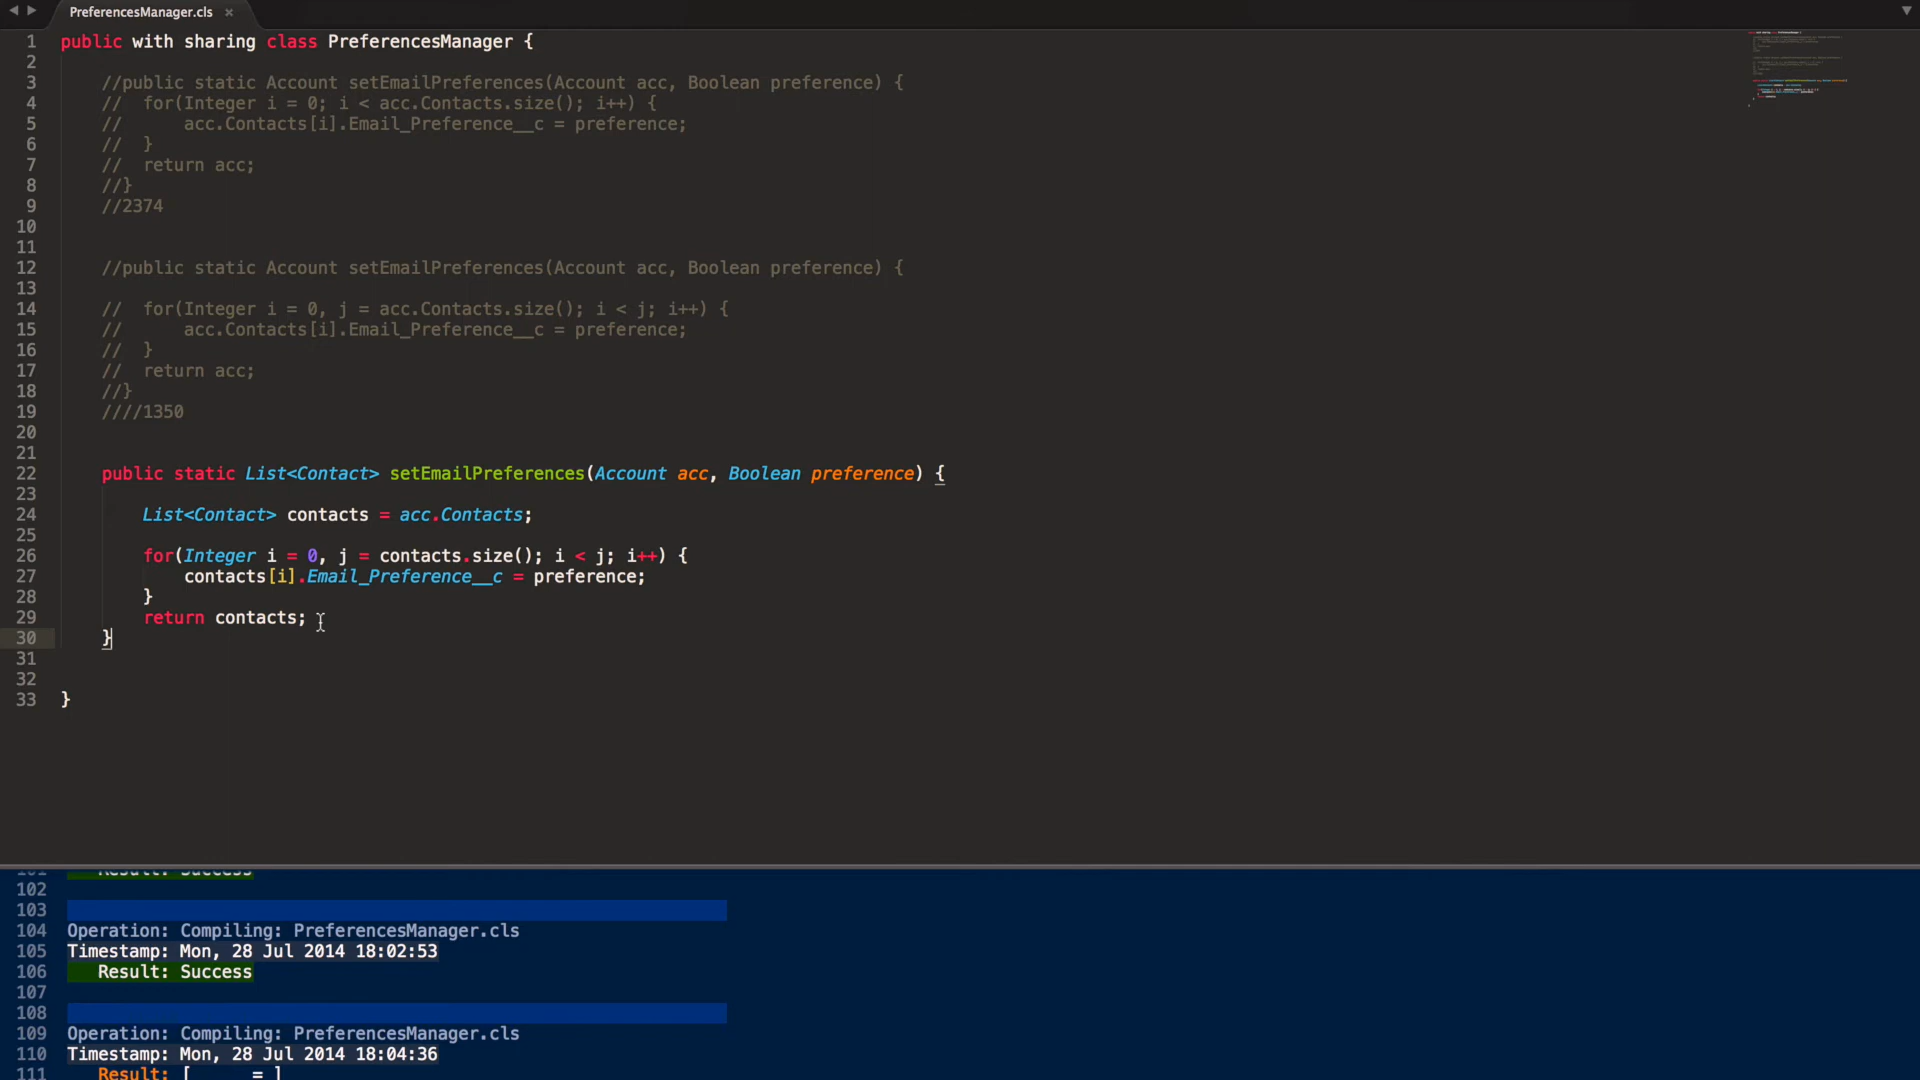 PreferencesManager.cls ×
1 public with sharing class PreferencesManager {
2
3 //public static Account setEmailPreferences(Account acc, Boolean preference) {
4 // for(Integer i = 0; i < acc.Contacts.size(); i++) {
5 // acc.Contacts[i].Email_Preference__c = preference;
6 // }
7 // return acc;
8 //}
9 //2374
10
11
12 //public static Account setEmailPreferences(Account acc, Boolean preference) {
13
14 // for(Integer i = 0, j = acc.Contacts.size(); i < j; i++) {
15 // acc.Contacts[i].Email_Preference__c = preference;
16 // }
17 // return acc;
18 //}
19 ////1350
20
21
22 public static List<Contact> setEmailPreferences(Account acc, Boolean preference) {
23
24 List<Contact> contacts = acc.Contacts;
25
26 for(Integer i = 0, j = contacts.size(); i < j; i++) {
27 contacts[i].Email_Preference__c = preference;
28 }
29 return contacts;
30 }
31
32
33 }
101 Result: Success
102
103
104 Operation: Compiling: PreferencesManager.cls
105 Timestamp: Mon, 28 Jul 2014 18:02:53
106 Result: Success
107
108
109 Operation: Compiling: PreferencesManager.cls
110 Timestamp: Mon, 28 Jul 2014 18:04:36
111 Result: [ = ]